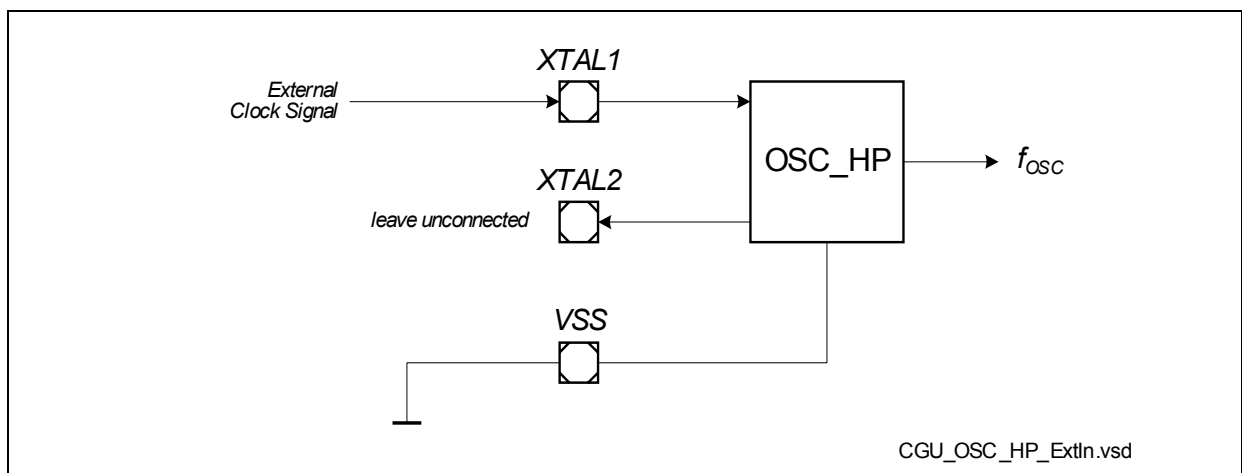 XTAL1
External
Clock Signal
OSC_HP
fOSC
XTAL2
leave unconnected
VSS
CGU_OSC_HP_ExtIn.vsd